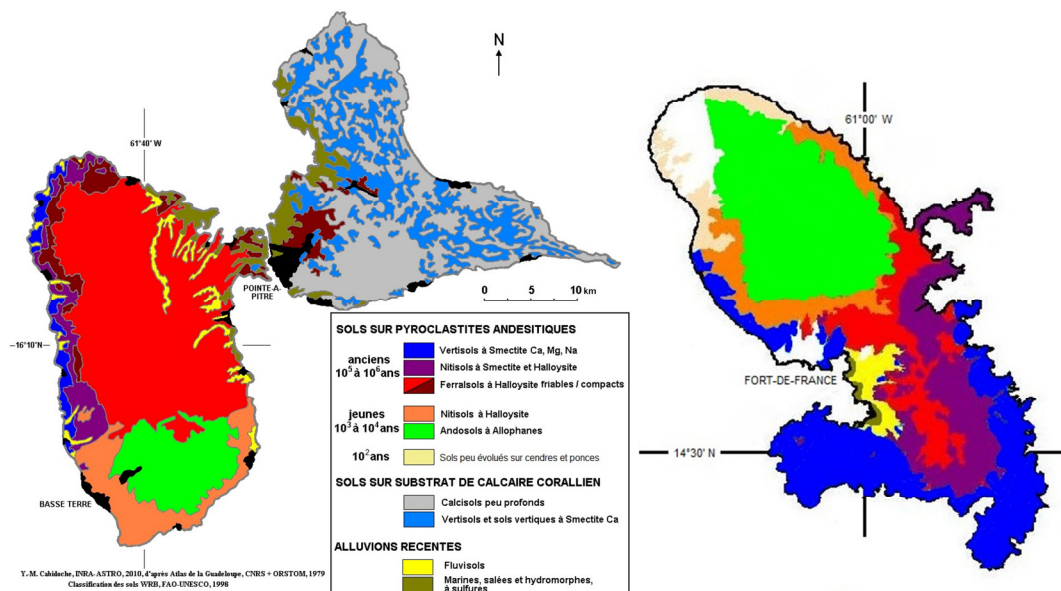 N
61°40' W
61°00' W
POINTE-A-
PITRE
0 5 10 km
16°10'N
SOLS SUR PYROCLASTITES ANDESITIQUES
anciens
10⁵ à 10⁶ans
Vertisols à Smectite Ca, Mg, Na
Nitisols à Smectite et Halloysite
Ferralsols à Halloysite friables / compacts
jeunes
10³ à 10⁴ans
Nitisols à Halloysite
Andosols à Allophanes
10² ans
Sols peu évolués sur cendres et ponces
SOLS SUR SUBSTRAT DE CALCAIRE CORALLIEN
Calcisols peu profonds
Vertisols et sols vertiques à Smectite Ca
ALLUVIONS RECENTES
Fluvisols
Marines, salées et hydromorphes,
à sulfures
FORT-DE-FRANCE
14°30' N
BASSE TERRE
Y.-M. Cabidoche, INRA-ASTRO, 2010, d'après Atlas de la Guadeloupe, CNRS + ORSTOM, 1979
Classification des sols WRB, FAO-UNESCO, 1998